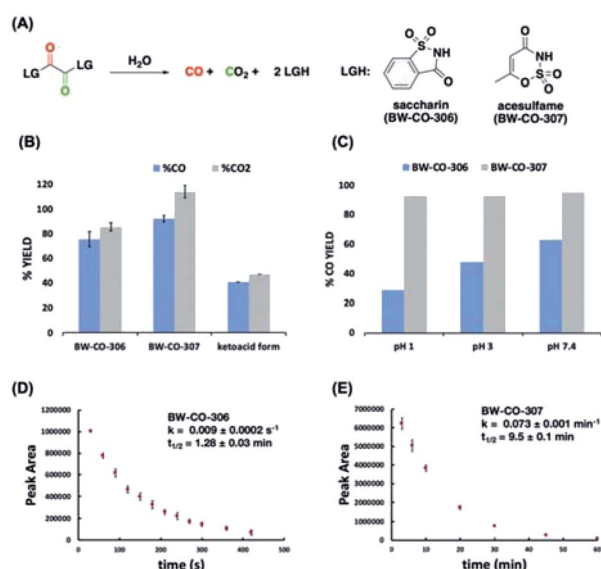 (A)
O
LG
LG
O
H₂O
CO + CO₂ + 2 LGH
LGH:
O
S
O
NH
O
saccharin
(BW-CO-306)
O
NH
O
S
O
O
acesulfame
(BW-CO-307)
(B)
%CO %CO2
% YIELD
120
100
80
60
40
20
0
BW-CO-306 BW-CO-307 ketoacid form
(C)
BW-CO-306 BW-CO-307
% CO YIELD
100
80
60
40
20
0
pH 1 pH 3 pH 7.4
(D)
BW-CO-306
k = 0.009 ± 0.0002 s⁻¹
t₁/₂ = 1.28 ± 0.03 min
Peak Area
1200000
1000000
800000
600000
400000
200000
0
0 100 200 300 400 500
time (s)
(E)
BW-CO-307
k = 0.073 ± 0.001 min⁻¹
t₁/₂ = 9.5 ± 0.1 min
Peak Area
7000000
6000000
5000000
4000000
3000000
2000000
1000000
0
0 10 20 30 40 50 60
time (min)